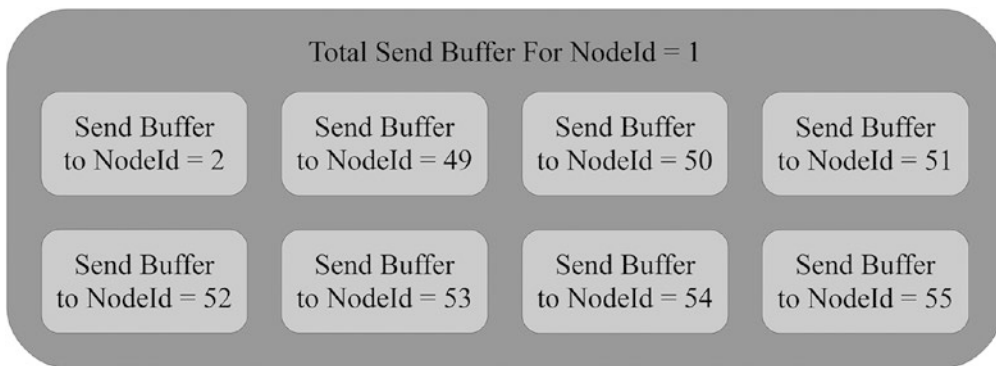 Total Send Buffer For NodeId = 1
Send Buffer
to NodeId = 2
Send Buffer
to NodeId = 49
Send Buffer
to NodeId = 50
Send Buffer
to NodeId = 51
Send Buffer
to NodeId = 52
Send Buffer
to NodeId = 53
Send Buffer
to NodeId = 54
Send Buffer
to NodeId = 55